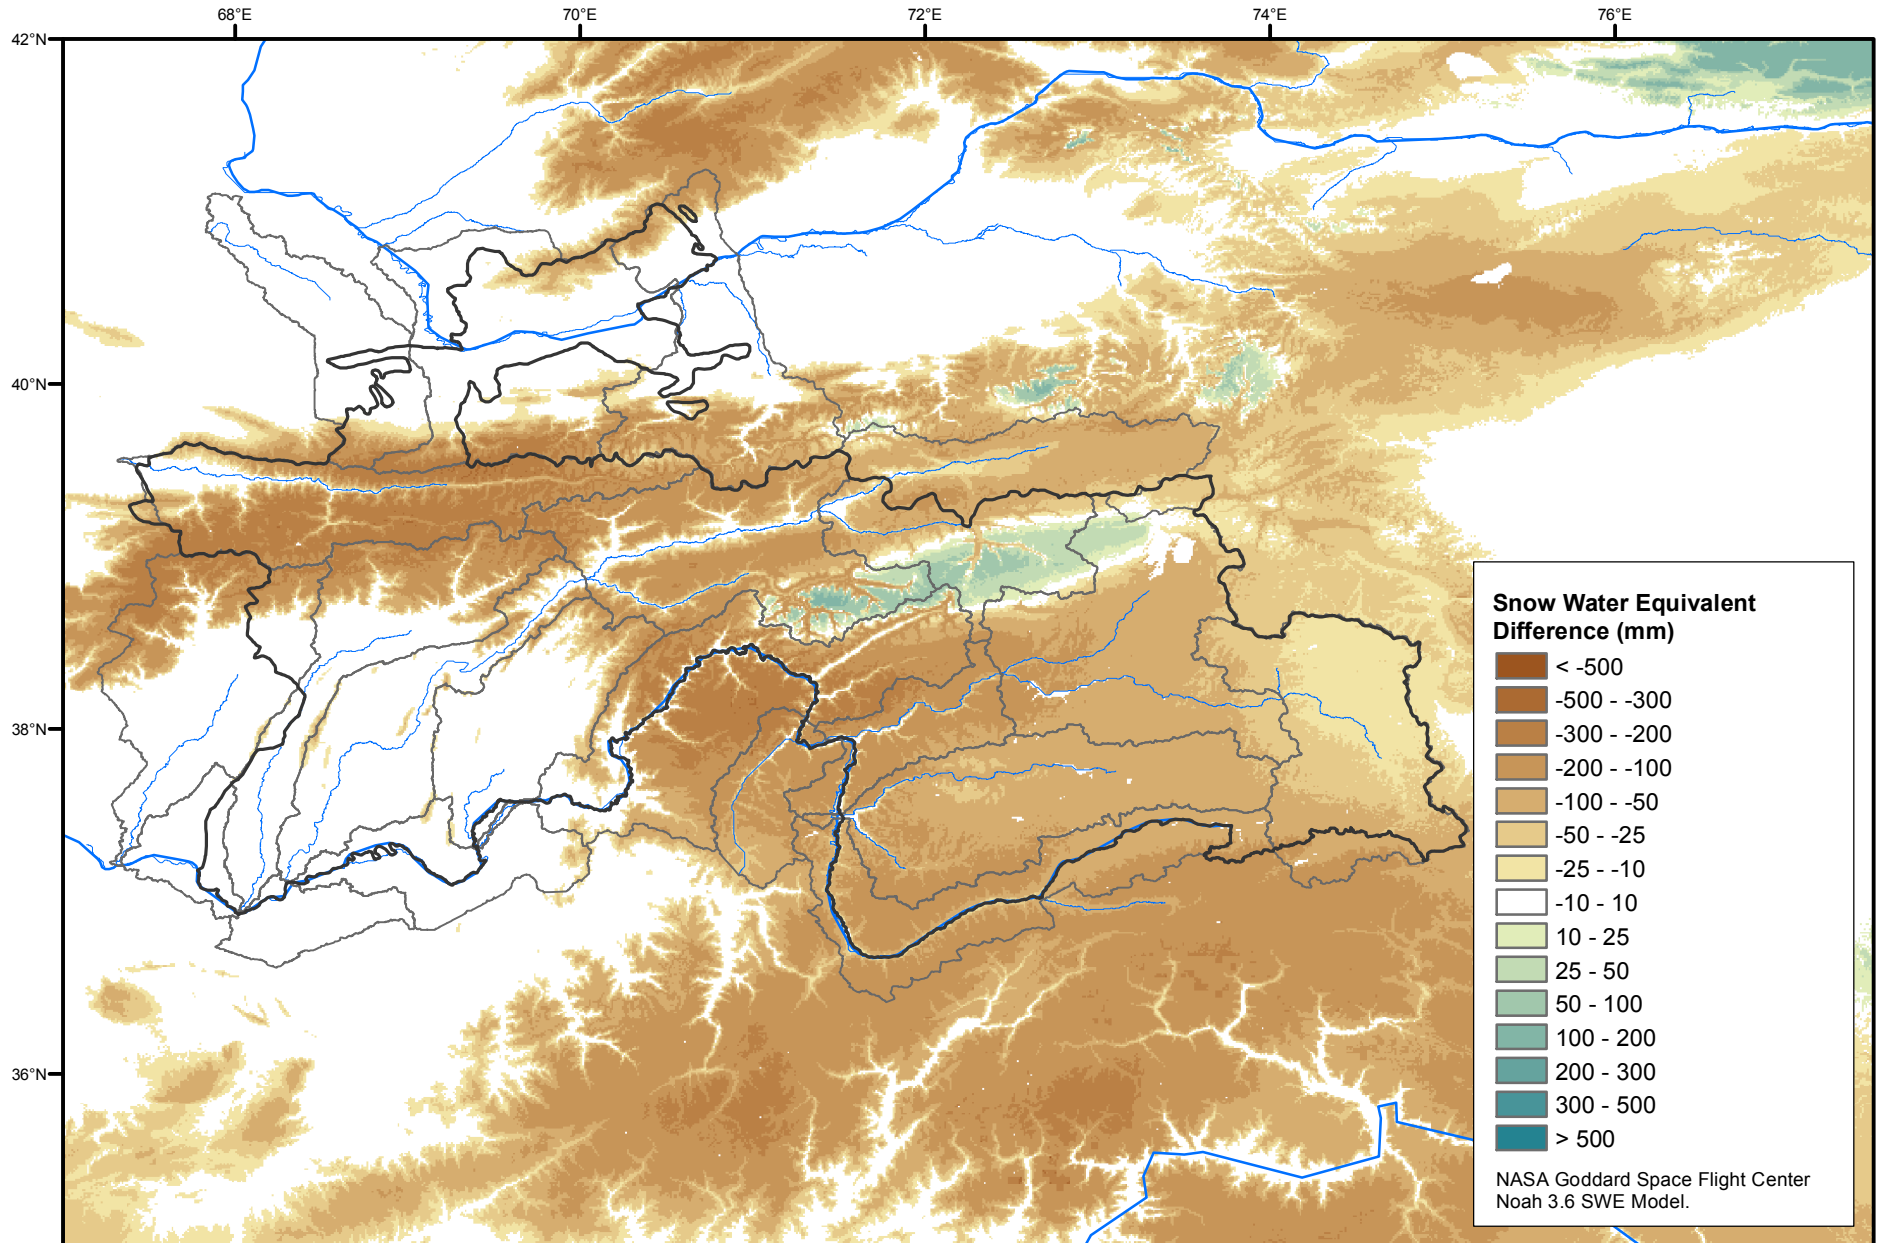 68°E 70°E 72°E 74°E 76°E
42°N
40°N
38°N
36°N
Snow Water Equivalent
Difference (mm)
< -500
-500 - -300
-300 - -200
-200 - -100
-100 - -50
-50 - -25
-25 - -10
-10 - 10
10 - 25
25 - 50
50 - 100
100 - 200
200 - 300
300 - 500
> 500
NASA Goddard Space Flight Center
Noah 3.6 SWE Model.